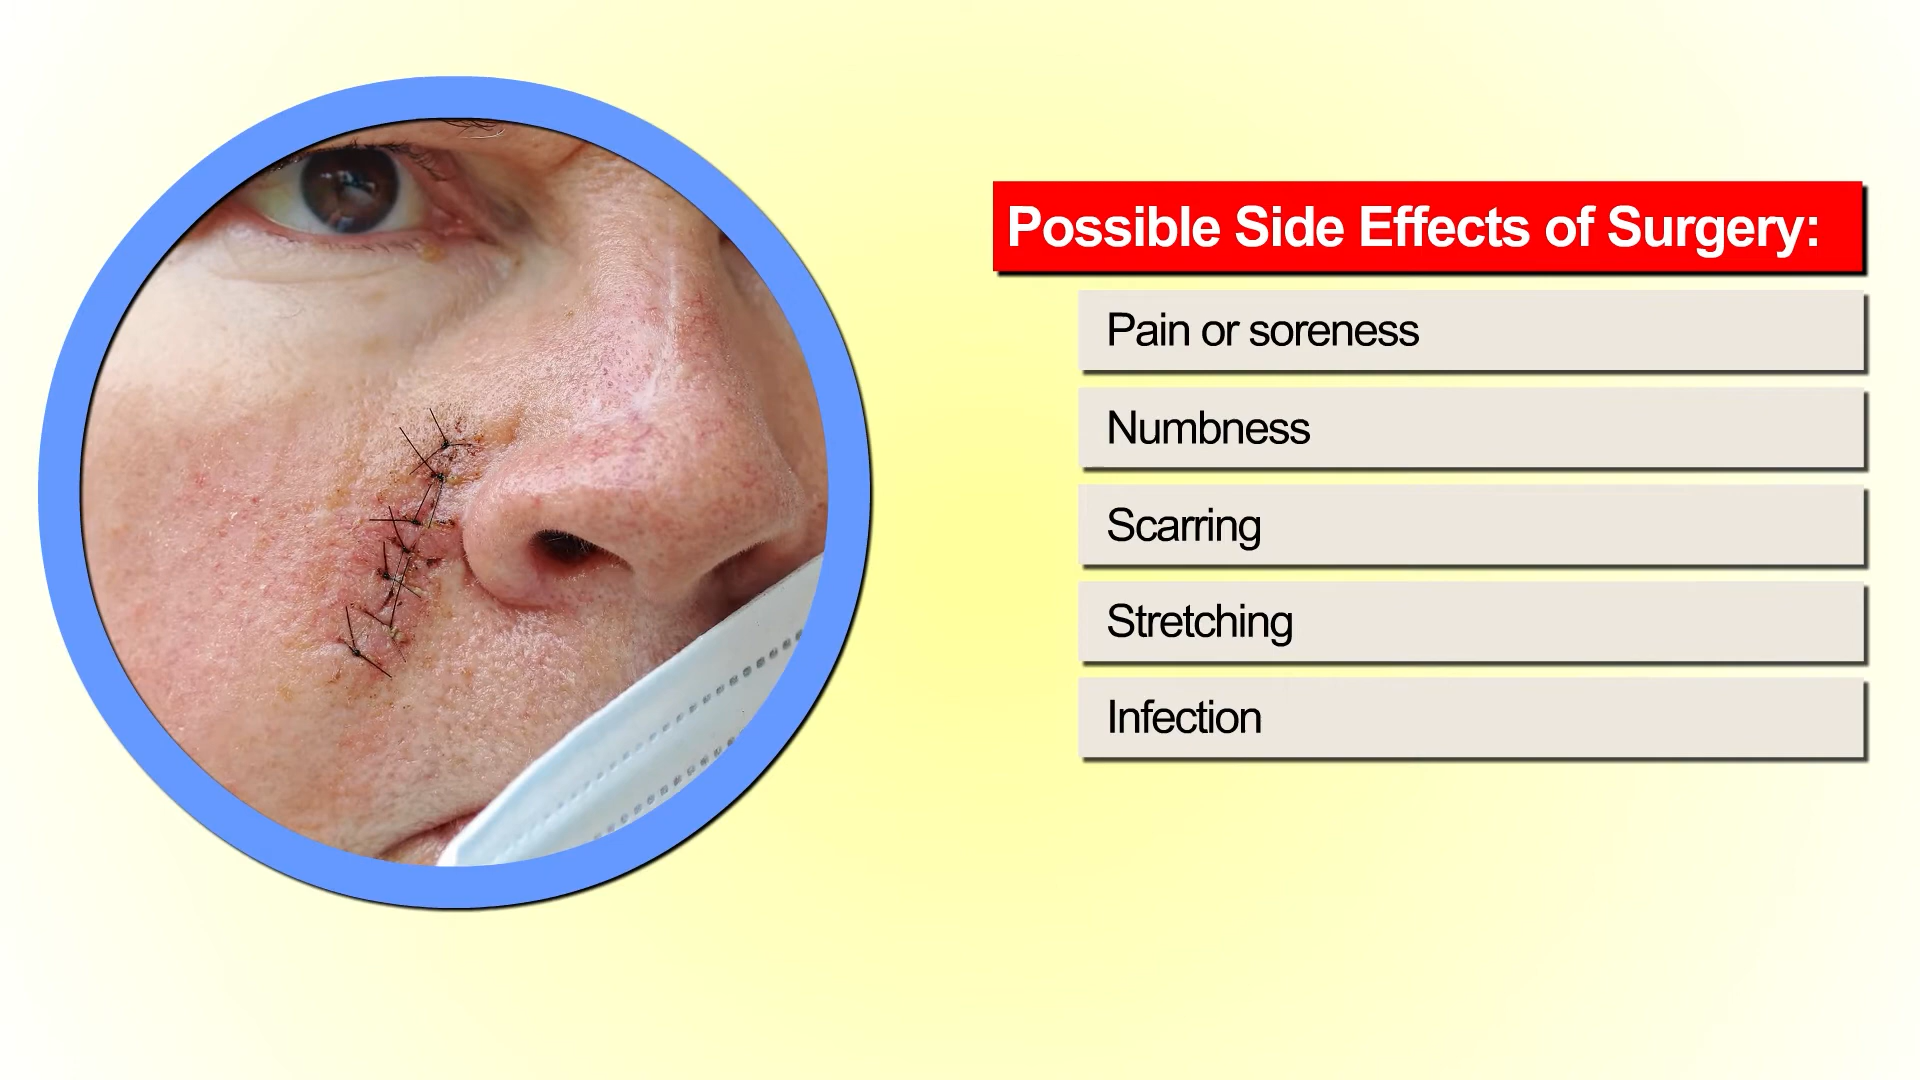 Possible Side Effects of Surgery:
Pain or soreness
Numbness
Scarring
Stretching
Infection